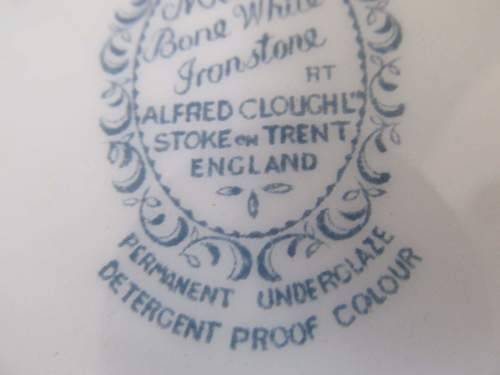 Bone White
Ironstone
RT
ALFRED CLOUGH LTD
STOKE ON TRENT
ENGLAND
PERMANENT UNDERGLAZE
DETERGENT PROOF COLOUR